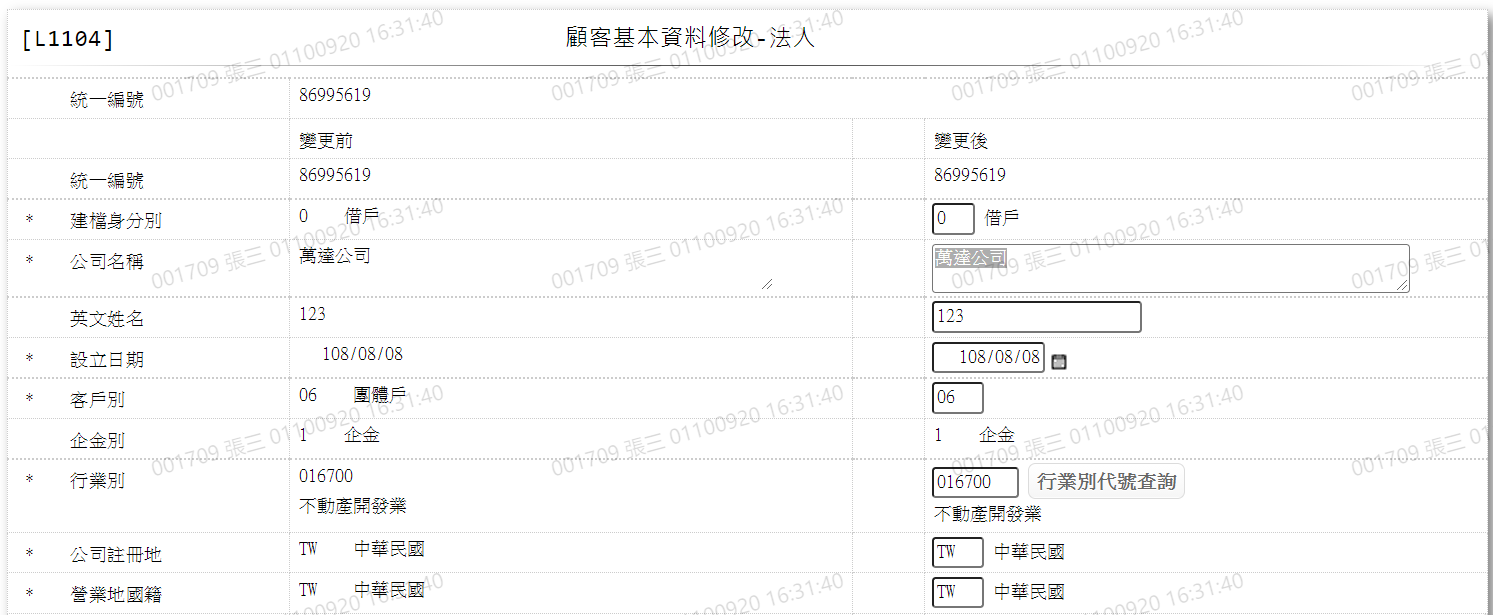 [L1104] 顧客基本資料修改-法人
統一編號 86995619
變更前 變更後
統一編號 86995619 86995619
* 建檔身分別 0 借戶 0 借戶
* 公司名稱 萬達公司 萬達公司
英文姓名 123 123
* 設立日期 108/08/08 108/08/08
* 客戶別 06 團體戶 06
企金別 1 企金 1 企金
* 行業別 016700 016700 行業別代號查詢
不動產開發業 不動產開發業
* 公司註冊地 TW 中華民國 TW 中華民國
* 營業地國籍 TW 中華民國 TW 中華民國
001709 張三 01100920 16:31:40